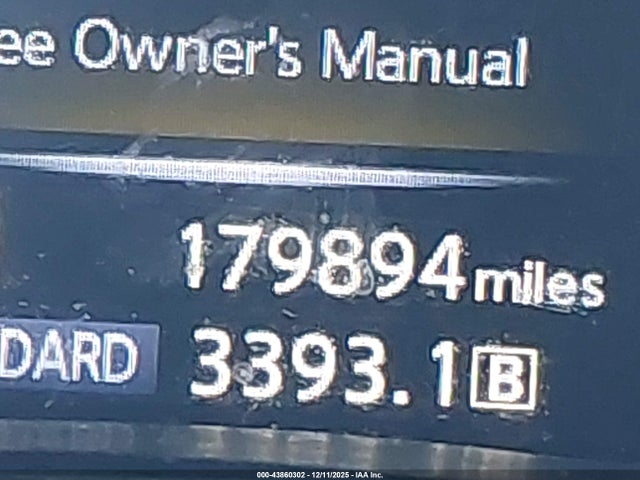 ee Owner's Manual
179894 miles
DARD 3393.1 B
000-43860302 - 12/11/2025 - IAA Inc.